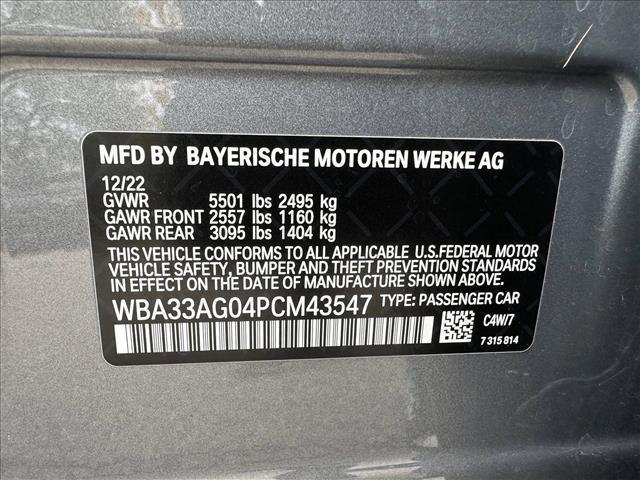 MFD BY BAYERISCHE MOTOREN WERKE AG
12/22
GVWR 5501 lbs 2495 kg
GAWR FRONT 2557 lbs 1160 kg
GAWR REAR 3095 lbs 1404 kg
THIS VEHICLE CONFORMS TO ALL APPLICABLE U.S.FEDERAL MOTOR
VEHICLE SAFETY, BUMPER AND THEFT PREVENTION STANDARDS
IN EFFECT ON THE DATE OF MANUFACTURE SHOWN ABOVE.
WBA33AG04PCM43547 TYPE: PASSENGER CAR
C4W/7
7 315 814